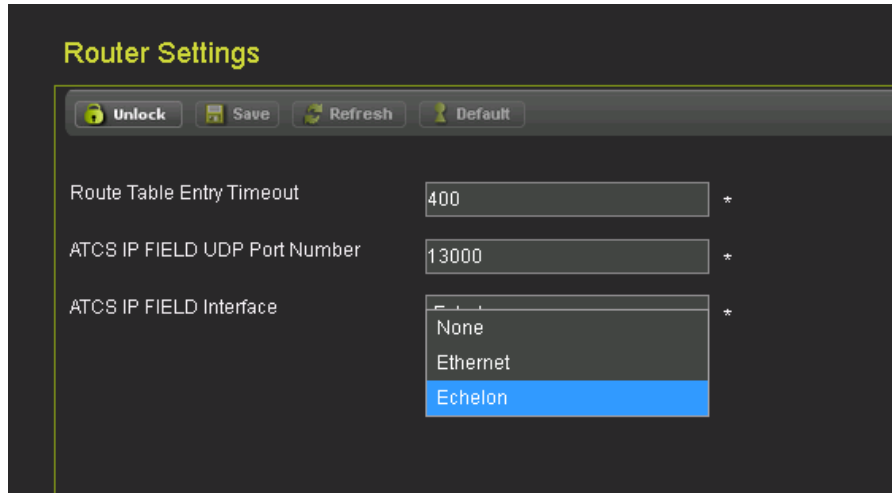 Router Settings
Unlock Save Refresh Default
Route Table Entry Timeout 400 *
ATCS IP FIELD UDP Port Number 13000 *
ATCS IP FIELD Interface *
None
Ethernet
Echelon